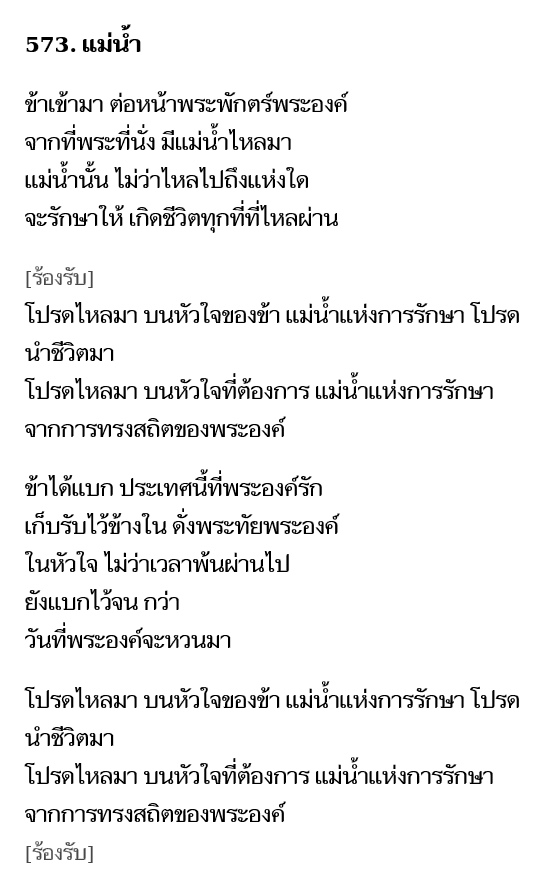 573. แม่น้ำ
ข้าเข้ามา ต่อหน้าพระพักตร์พระองค์
จากที่พระที่นั่ง มีแม่น้ำไหลมา
แม่น้ำนั้น ไม่ว่าไหลไปถึงแห่งใด
จะรักษาให้ เกิดชีวิตทุกที่ที่ไหลผ่าน
[ร้องรับ]
โปรดไหลมา บนหัวใจของข้า แม่น้ำแห่งการรักษา โปรด
นำชีวิตมา
โปรดไหลมา บนหัวใจที่ต้องการ แม่น้ำแห่งการรักษา
จากการทรงสถิตของพระองค์
ข้าได้แบก ประเทศนี้ที่พระองค์รัก
เก็บรับไว้ข้างใน ดั่งพระทัยพระองค์
ในหัวใจ ไม่ว่าเวลาพ้นผ่านไป
ยังแบกไว้จน กว่า
วันที่พระองค์จะหวนมา
โปรดไหลมา บนหัวใจของข้า แม่น้ำแห่งการรักษา โปรด
นำชีวิตมา
โปรดไหลมา บนหัวใจที่ต้องการ แม่น้ำแห่งการรักษา
จากการทรงสถิตของพระองค์
[ร้องรับ]